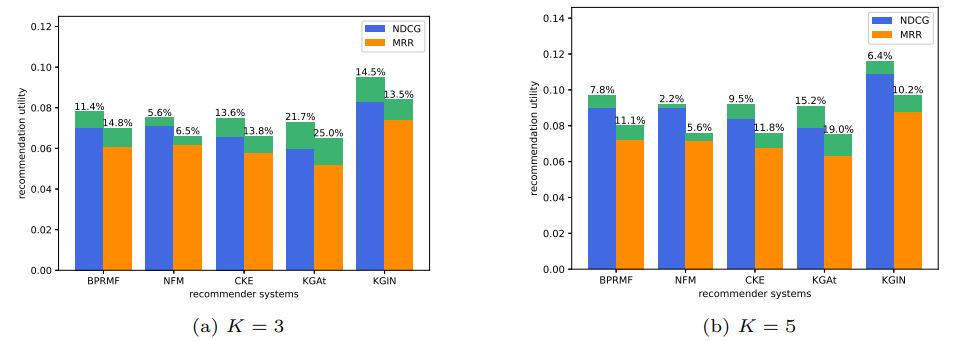 0.12
0.10
0.08
0.06
0.04
0.02
0.00
recommendation utility
NDCG
MRR
11.4%
14.8%
5.6%
6.5%
13.6%
13.8%
21.7%
25.0%
14.5%
13.5%
BPRMF NFM CKE KGAt KGIN
recommender systems
(a) K = 3
0.14
0.12
0.10
0.08
0.06
0.04
0.02
0.00
recommendation utility
NDCG
MRR
7.8%
11.1%
2.2%
5.6%
9.5%
11.8%
15.2%
19.0%
6.4%
10.2%
BPRMF NFM CKE KGAt KGIN
recommender systems
(b) K = 5